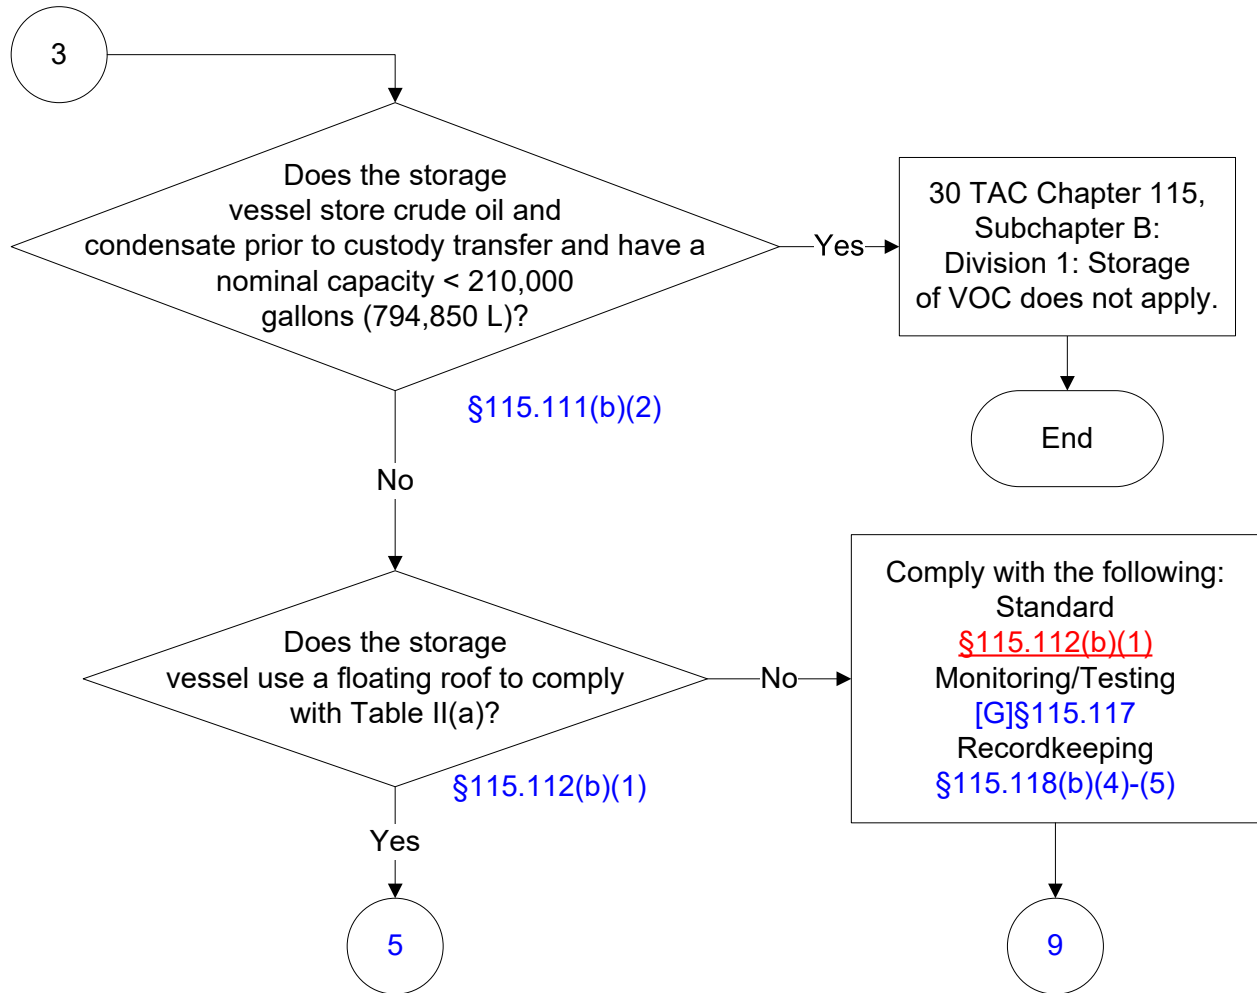 3
Does the storage
vessel store crude oil and
condensate prior to custody transfer and have a
nominal capacity < 210,000
gallons (794,850 L)?
Yes
30 TAC Chapter 115,
Subchapter B:
Division 1: Storage
of VOC does not apply.
§115.111(b)(2)
End
No
Does the storage
vessel use a floating roof to comply
with Table II(a)?
No
Comply with the following:
Standard
§115.112(b)(1)
Monitoring/Testing
[G]§115.117
Recordkeeping
§115.118(b)(4)-(5)
§115.112(b)(1)
Yes
5
9